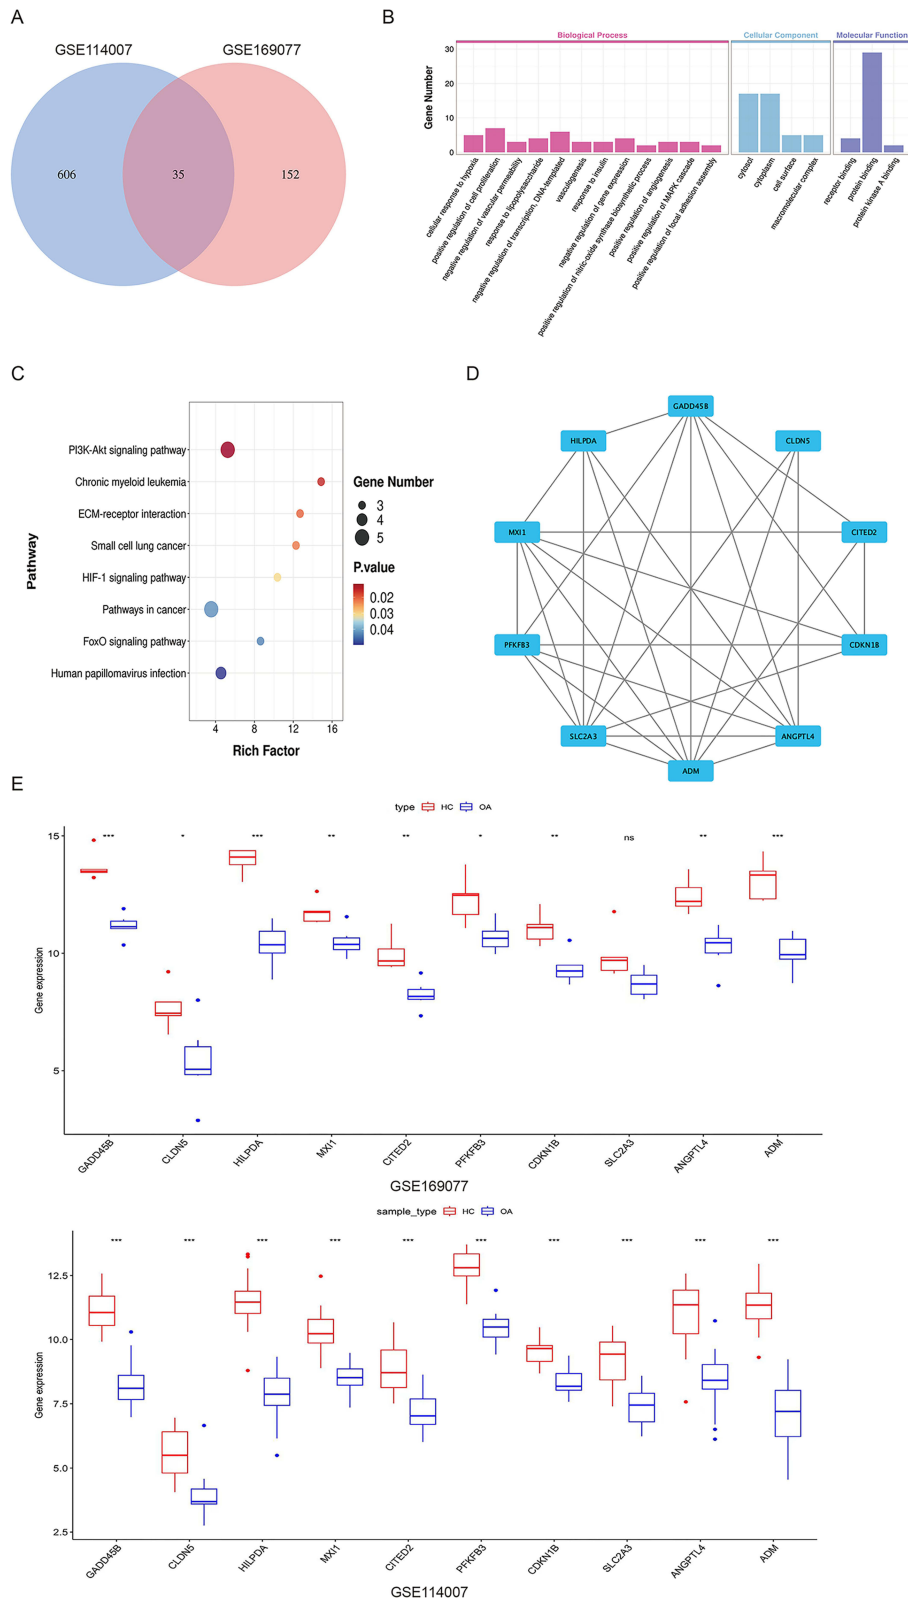 A
GSE114007
GSE169077
606
35
152
B
Biological Process
Cellular Component
Molecular Function
Gene Number
30
20
10
0
cellular response to hypoxia
positive regulation of cell proliferation
negative regulation of vascular permeability
response to lipopolysaccharide
negative regulation of transcription, DNA-templated
vasculogenesis
response to insulin
negative regulation of gene expression
positive regulation of nitric-oxide synthase biosynthetic process
positive regulation of angiogenesis
positive regulation of MAPK cascade
positive regulation of focal adhesion assembly
cytosol
cytoplasm
cell surface
macromolecular complex
receptor binding
protein binding
protein kinase A binding
C
Pathway
PI3K-Akt signaling pathway
Chronic myeloid leukemia
ECM-receptor interaction
Small cell lung cancer
HIF-1 signaling pathway
Pathways in cancer
FoxO signaling pathway
Human papillomavirus infection
4 8 12 16
Rich Factor
Gene Number
3
4
5
P.value
0.02
0.03
0.04
D
GADD45B
HILPDA
CLDN5
MXI1
CITED2
PFKFB3
CDKN1B
SLC2A3
ANGPTL4
ADM
E
type HC OA
*** * *** ** ** * ** ns ** ***
Gene expression
15
10
5
GADD45B CLDN5 HILPDA MXI1 CITED2 PFKFB3 CDKN1B SLC2A3 ANGPTL4 ADM
GSE169077
sample_type HC OA
*** *** *** *** *** *** *** *** *** ***
Gene expression
12.5
10.0
7.5
5.0
2.5
GADD45B CLDN5 HILPDA MXI1 CITED2 PFKFB3 CDKN1B SLC2A3 ANGPTL4 ADM
GSE114007